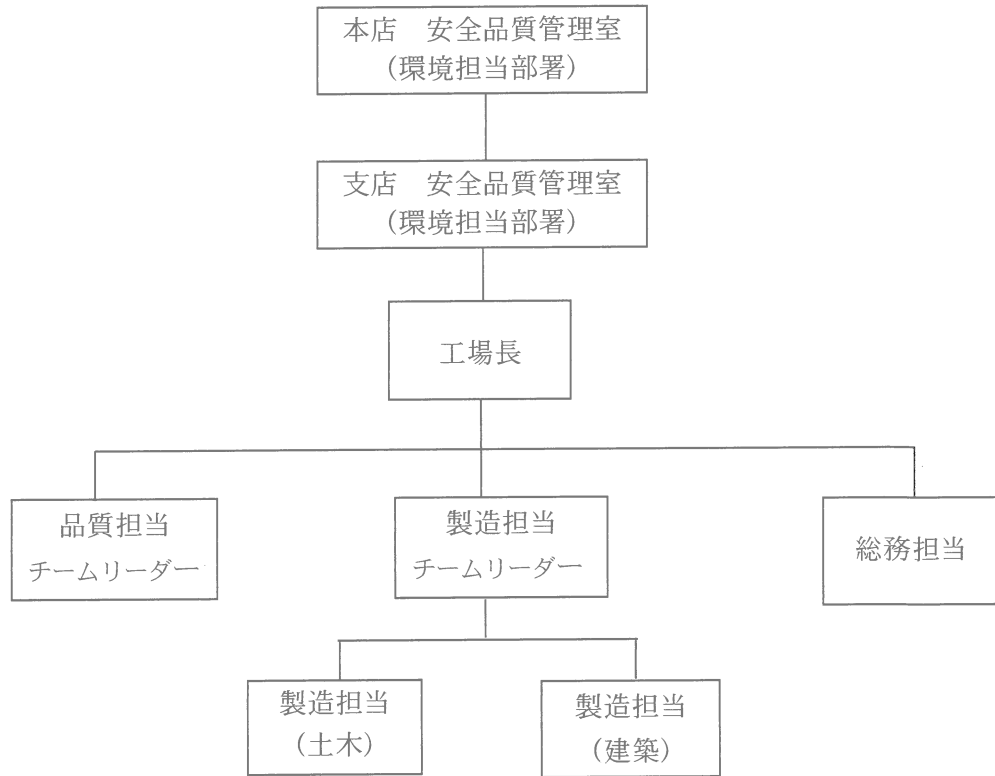 本店　安全品質管理室
（環境担当部署）
支店　安全品質管理室
（環境担当部署）
工場長
品質担当
チームリーダー
製造担当
チームリーダー
総務担当
製造担当
（土木）
製造担当
（建築）